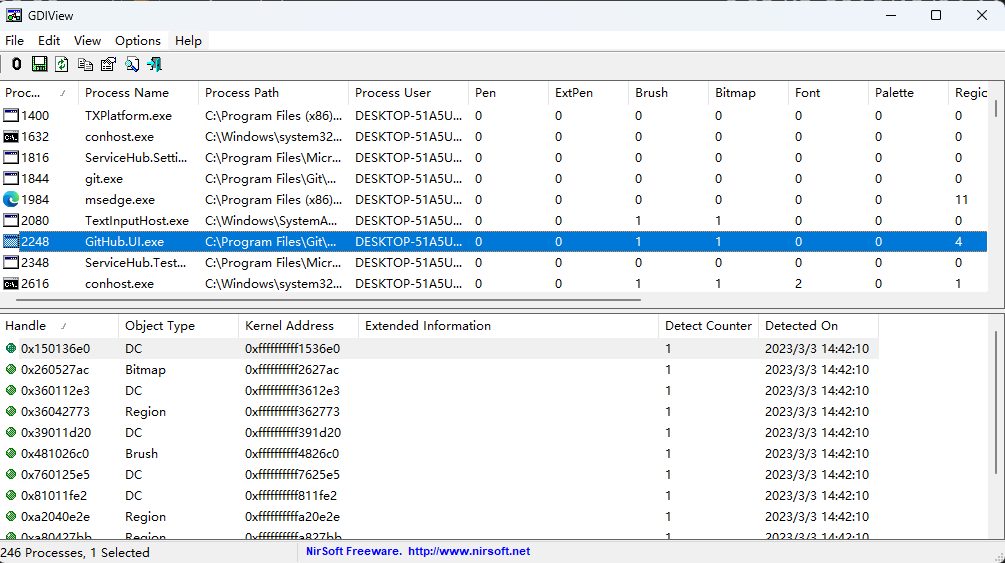 GDIView
File Edit View Options Help
Proc... Process Name Process Path Process User Pen ExtPen Brush Bitmap Font Palette Regic
1400 TXPlatform.exe C:\Program Files (x86)... DESKTOP-51A5U... 0 0 0 0 0 0 0
1632 conhost.exe C:\Windows\system32... DESKTOP-51A5U... 0 0 0 0 0 0 0
1816 ServiceHub.Setti... C:\Program Files\Micr... DESKTOP-51A5U... 0 0 0 0 0 0 0
1844 git.exe C:\Program Files\Git\... DESKTOP-51A5U... 0 0 0 0 0 0 0
1984 msedge.exe C:\Program Files (x86)... DESKTOP-51A5U... 0 0 0 0 0 0 11
2080 TextInputHost.exe C:\Windows\SystemA... DESKTOP-51A5U... 0 0 1 1 0 0 0
2248 GitHub.UI.exe C:\Program Files\Git\... DESKTOP-51A5U... 0 0 1 1 0 0 4
2348 ServiceHub.Test... C:\Program Files\Micr... DESKTOP-51A5U... 0 0 0 0 0 0 0
2616 conhost.exe C:\Windows\system32... DESKTOP-51A5U... 0 0 1 1 2 0 1
Handle Object Type Kernel Address Extended Information Detect Counter Detected On
0x150136e0 DC 0xffffffffff1536e0 1 2023/3/3 14:42:10
0x260527ac Bitmap 0xffffffffff2627ac 1 2023/3/3 14:42:10
0x360112e3 DC 0xffffffffff3612e3 1 2023/3/3 14:42:10
0x36042773 Region 0xffffffffff362773 1 2023/3/3 14:42:10
0x39011d20 DC 0xffffffffff391d20 1 2023/3/3 14:42:10
0x481026c0 Brush 0xffffffffff4826c0 1 2023/3/3 14:42:10
0x760125e5 DC 0xffffffffff7625e5 1 2023/3/3 14:42:10
0x81011fe2 DC 0xffffffffff811fe2 1 2023/3/3 14:42:10
0xa2040e2e Region 0xffffffffffa20e2e 1 2023/3/3 14:42:10
0xa80427bb Region 0xffffffffffa827bb 1 2023/3/3 14:42:10
246 Processes, 1 Selected NirSoft Freeware. http://www.nirsoft.net